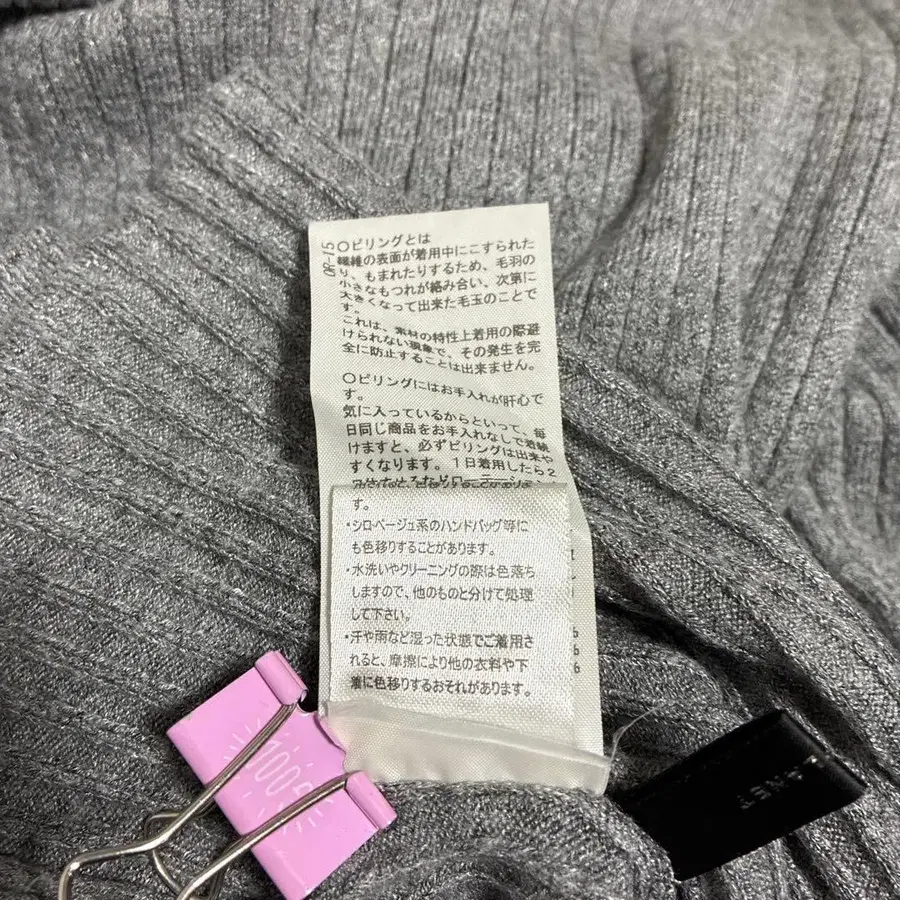 QR-15
〇ピリングとは
繊維の表面が着用中にこすられた
り、もまれたりするため、毛羽の
小さなもつれが絡み合い、次第に
大きくなって出来た毛玉のことで
す。
これは、素材の特性上着用の際避
けられない現象で、その発生を完
全に防止することは出来ません。
〇ピリングにはお手入れが肝心で
す。
気に入っているからといって、毎
日同じ商品をお手入れなしで着続
けますと、必ずピリングは出来や
すくなります。1日着用したら2
す。
・シロ・ベージュ系のハンドバッグ等に
も色移りすることがあります。
・水洗いやクリーニングの際は色落ち
しますので、他のものと分けて処理
して下さい。
・汗や雨など湿った状態でご着用さ
れると、摩擦により他の衣料や下
着に色移りするおそれがあります。